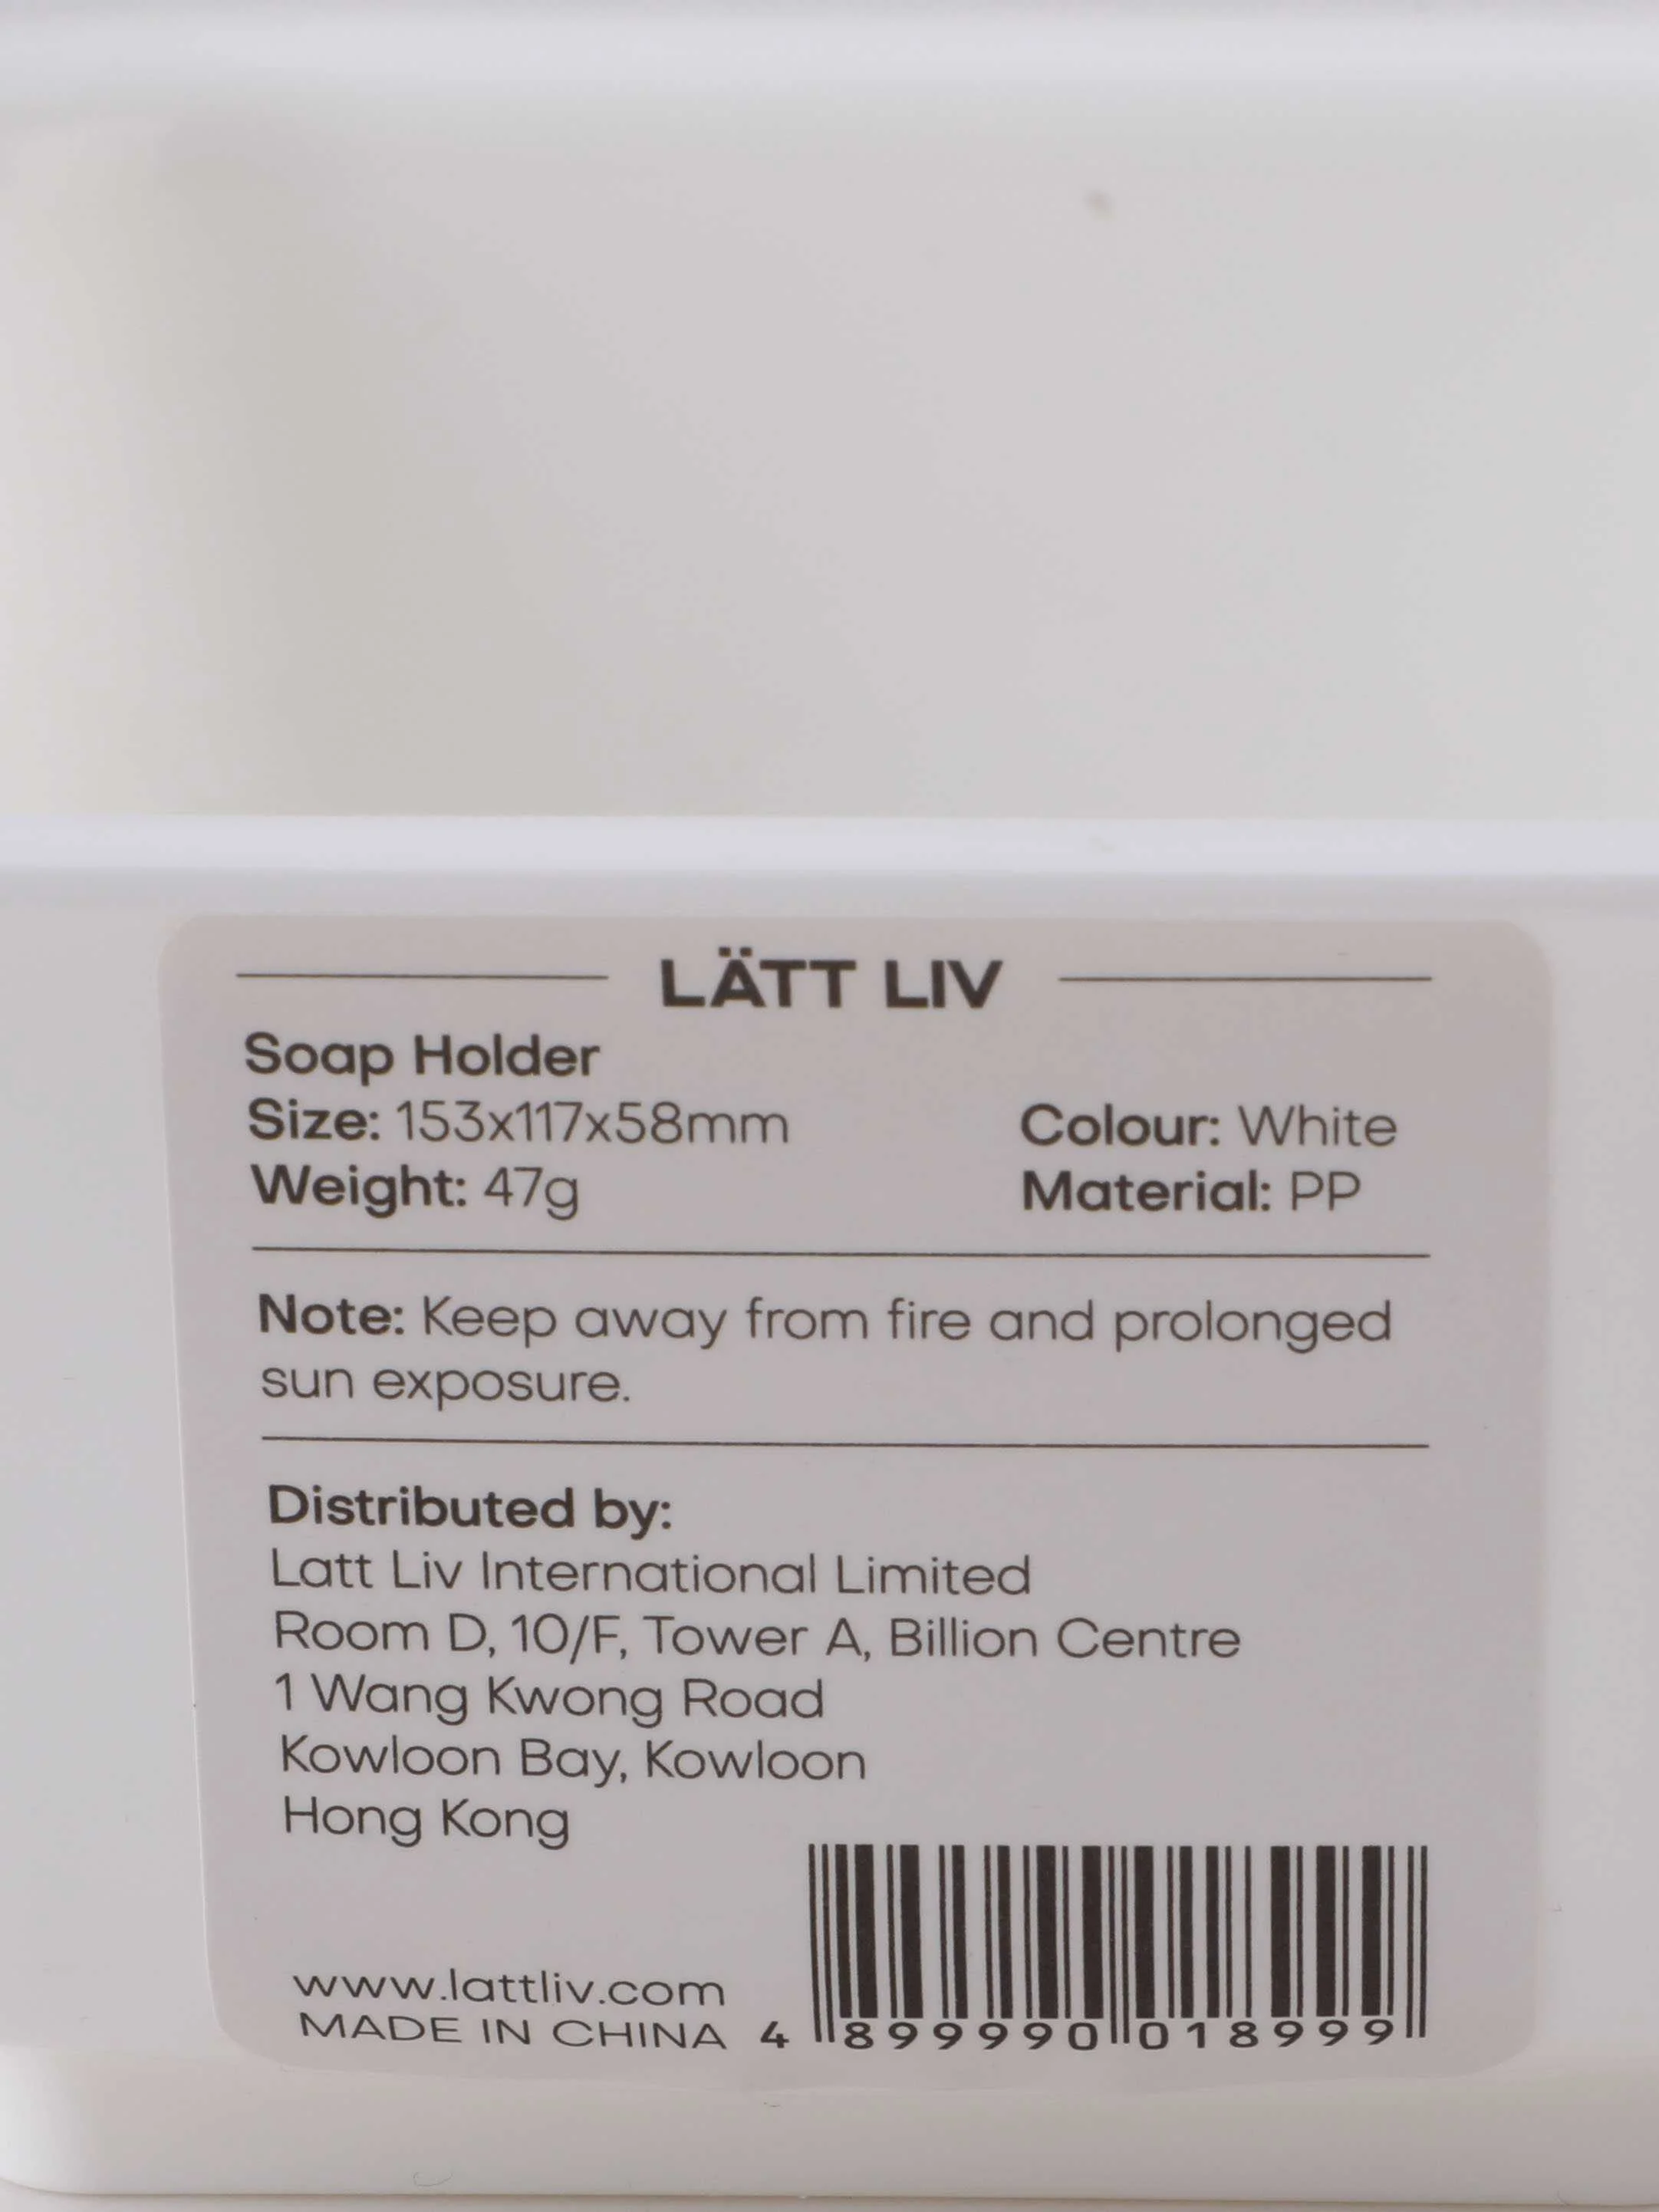 LÄTT LIV
Soap Holder
Size: 153x117x58mm
Weight: 47g
Colour: White
Material: PP
Note: Keep away from fire and prolonged
sun exposure.
Distributed by:
Latt Liv International Limited
Room D, 10/F, Tower A, Billion Centre
1 Wang Kwong Road
Kowloon Bay, Kowloon
Hong Kong
www.lattliv.com
MADE IN CHINA
4 899990 018999